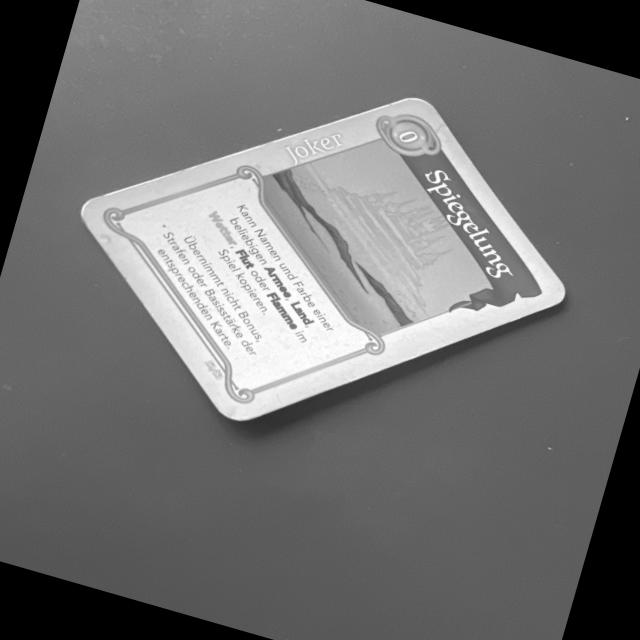 0
Spiegelung
Joker
Kann Namen und Farbe einer
beliebigen Armee, Land,
Wetter, Flut oder Flamme im
Spiel kopieren.
Übernimmt nicht Bonus,
Strafe oder Basisstärke der
entsprechenden Karte.